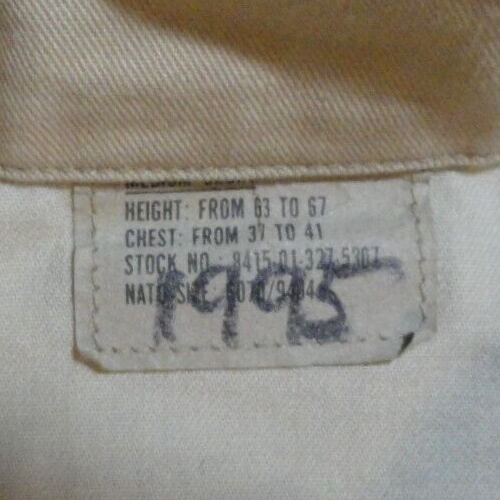 HEIGHT: FROM 63 TO 67
CHEST: FROM 37 TO 41
STOCK NO.: 8415-01-327-5307
NATO SIZE
1995